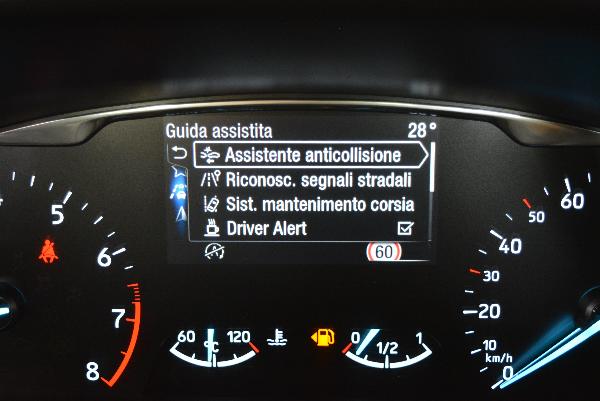 Guida assistita 28°
Assistente anticollisione
Riconosc. segnali stradali
Sist. mantenimento corsia
Driver Alert
60
5
6
7
8
60 120
°C
0 1/2 1
60
50
40
30
20
10
km/h
0